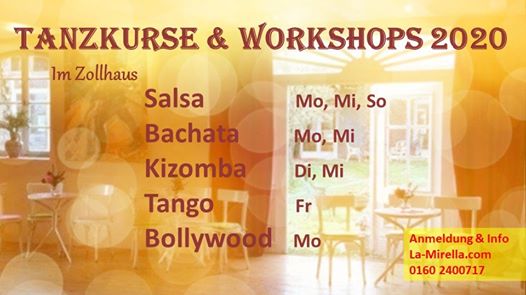 TANZKURSE & WORKSHOPS 2020
Im Zollhaus
Salsa Mo, Mi, So
Bachata Mo, Mi
Kizomba Di, Mi
Tango Fr
Bollywood Mo
Anmeldung & Info
La-Mirella.com
0160 2400717